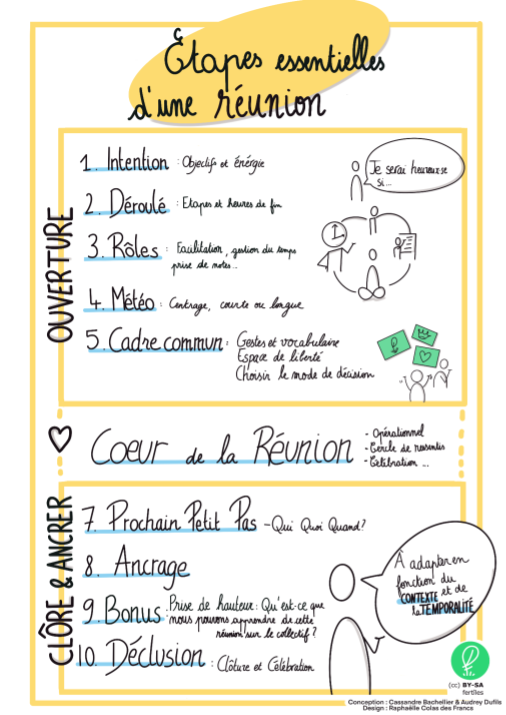 Étapes essentielles
d'une réunion
OUVERTURE
1. Intention : Objectifs et énergie
2. Déroulé : Etapes et heures de fin
3. Rôles : Facilitation, gestion du temps
prise de notes..
4. Météo : Centrage, courte ou longue
5. Cadre commun : Gestes et vocabulaire
Espace de liberté
Choisir le mode de décision
Je serai heureux·se
si...
Coeur de la Réunion
- Opérationnel
- Cercle de ressentis
- Célébration ...
CLÔRE & ANCRER
7. Prochain Petit Pas - Qui Quoi Quand?
8. Ancrage
9. Bonus : Prise de hauteur : Qu'est-ce que
nous pouvons apprendre de cette
réunion sur le collectif ?
10. Déclusion : Clôture et Célébration
À adapter en
fonction du
CONTEXTE et de
la TEMPORALITÉ
(cc) BY-SA
fertiles
Conception : Cassandre Bachellier & Audrey Dufils
Design : Raphaëlle Colas des Francs